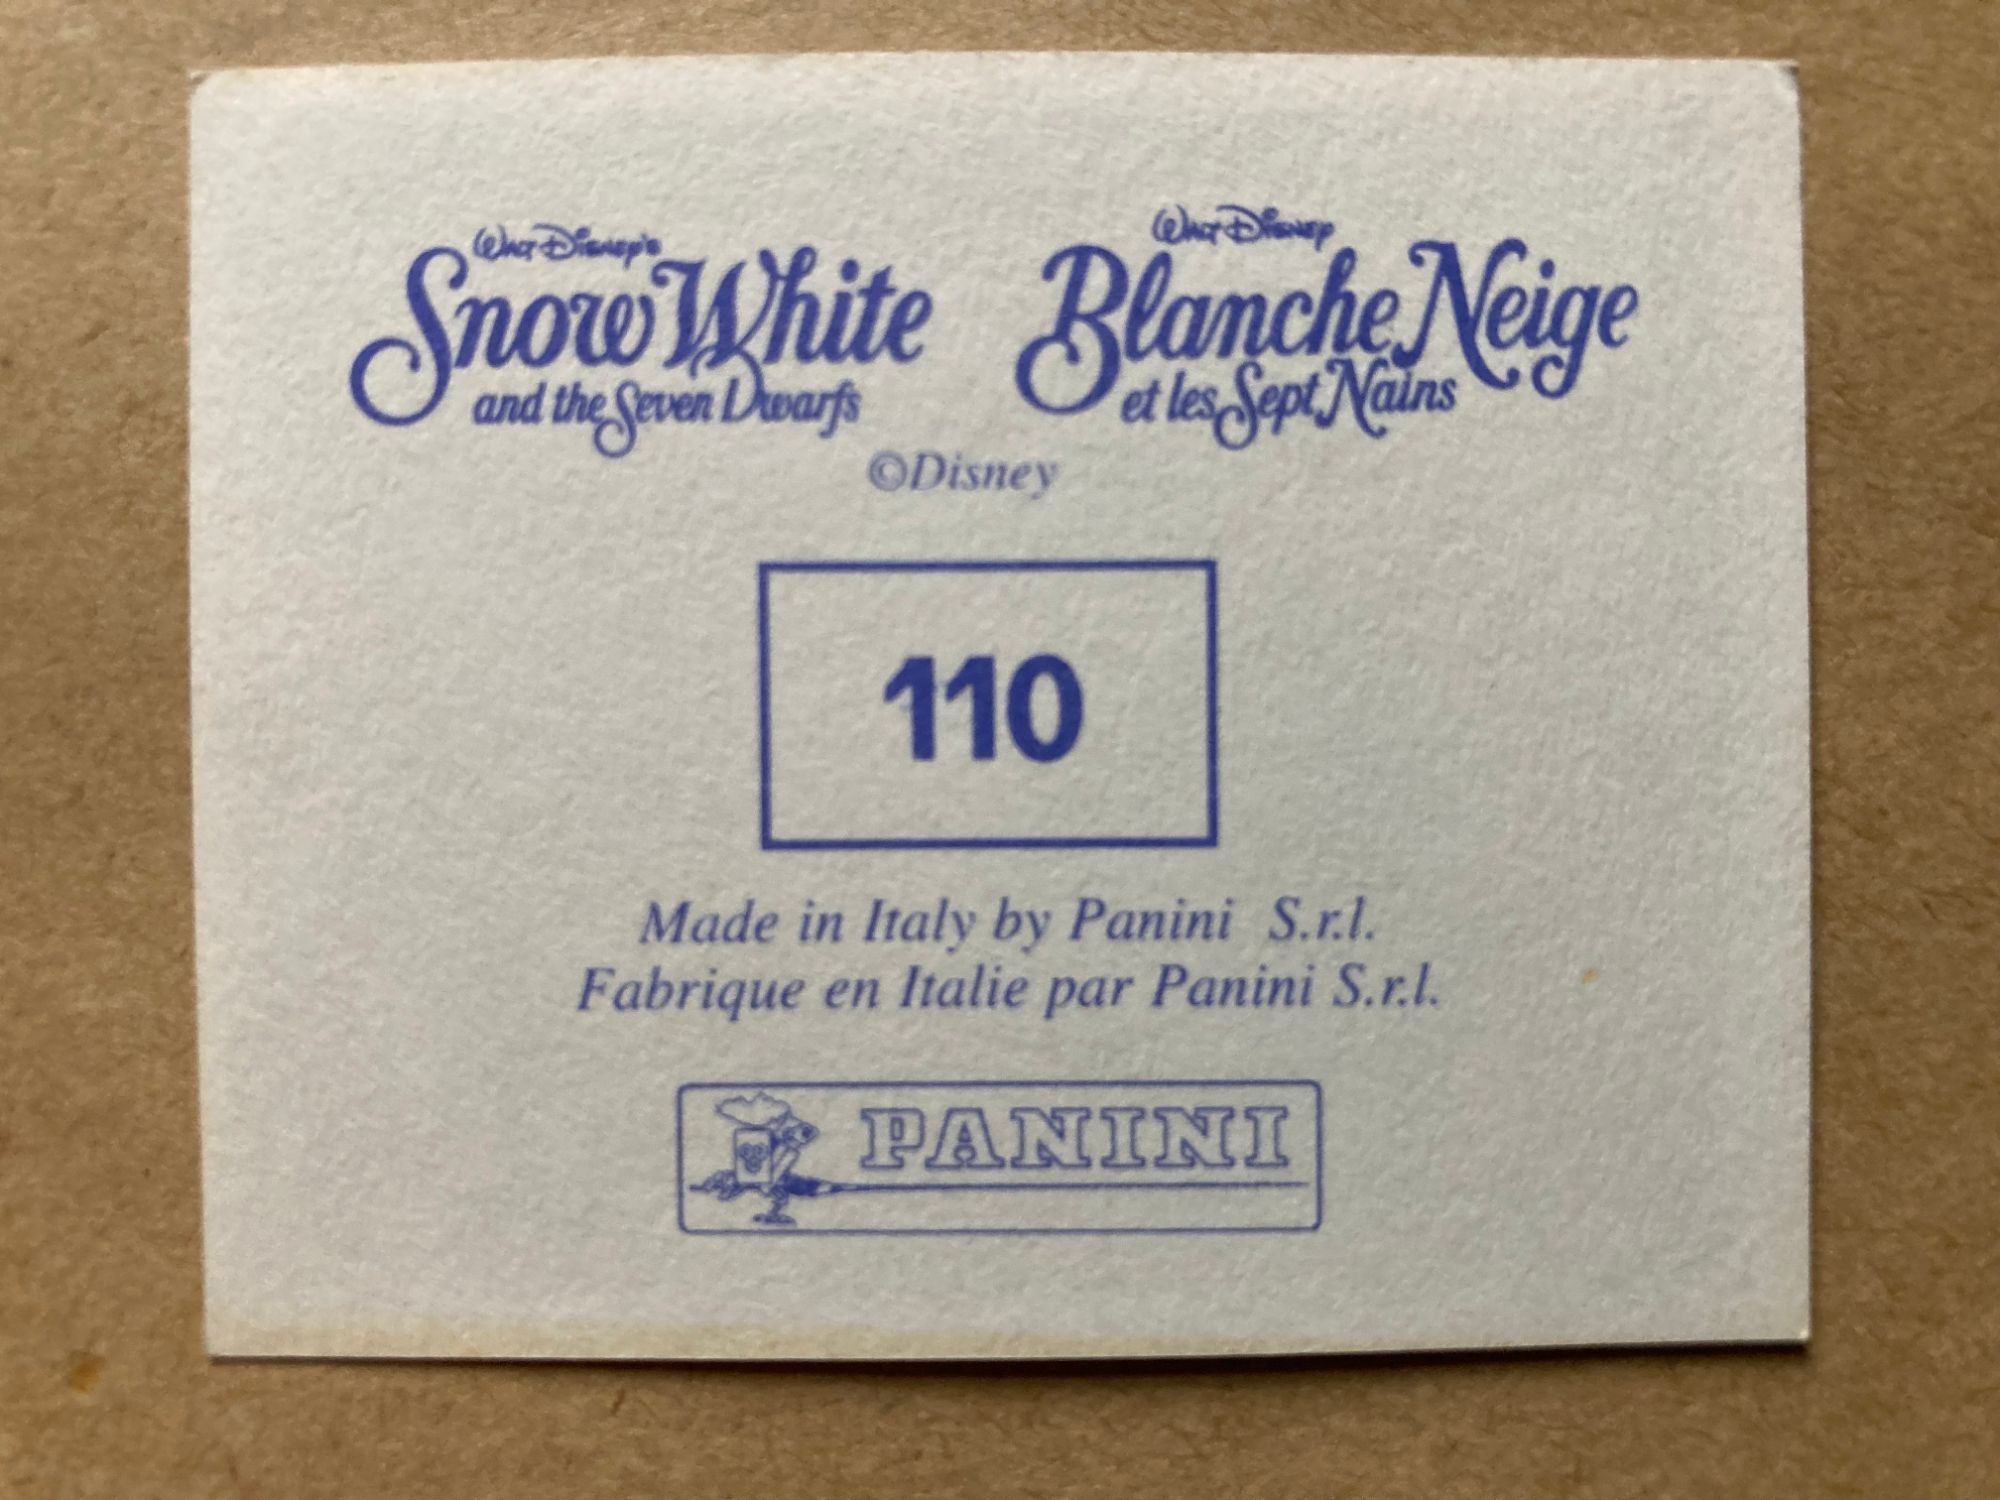 Walt Disney's
Snow White
and the Seven Dwarfs
Walt Disney
Blanche Neige
et les Sept Nains
©Disney
110
Made in Italy by Panini S.r.l.
Fabrique en Italie par Panini S.r.l.
PANINI